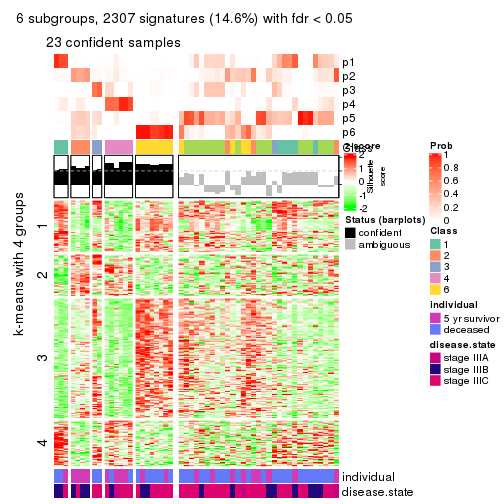 6 subgroups, 2307 signatures (14.6%) with fdr < 0.05
23 confident samples
p1
p2
p3
p4
p5
p6
Class
Silhouette
score
k-means with 4 groups
1
2
3
4
individual
disease.state
z-score
2
1
0
-1
-2
Status (barplots)
confident
ambiguous
Prob
1
0.8
0.6
0.4
0.2
0
Class
1
2
3
4
6
individual
5 yr survivor
deceased
disease.state
stage IIIA
stage IIIB
stage IIIC